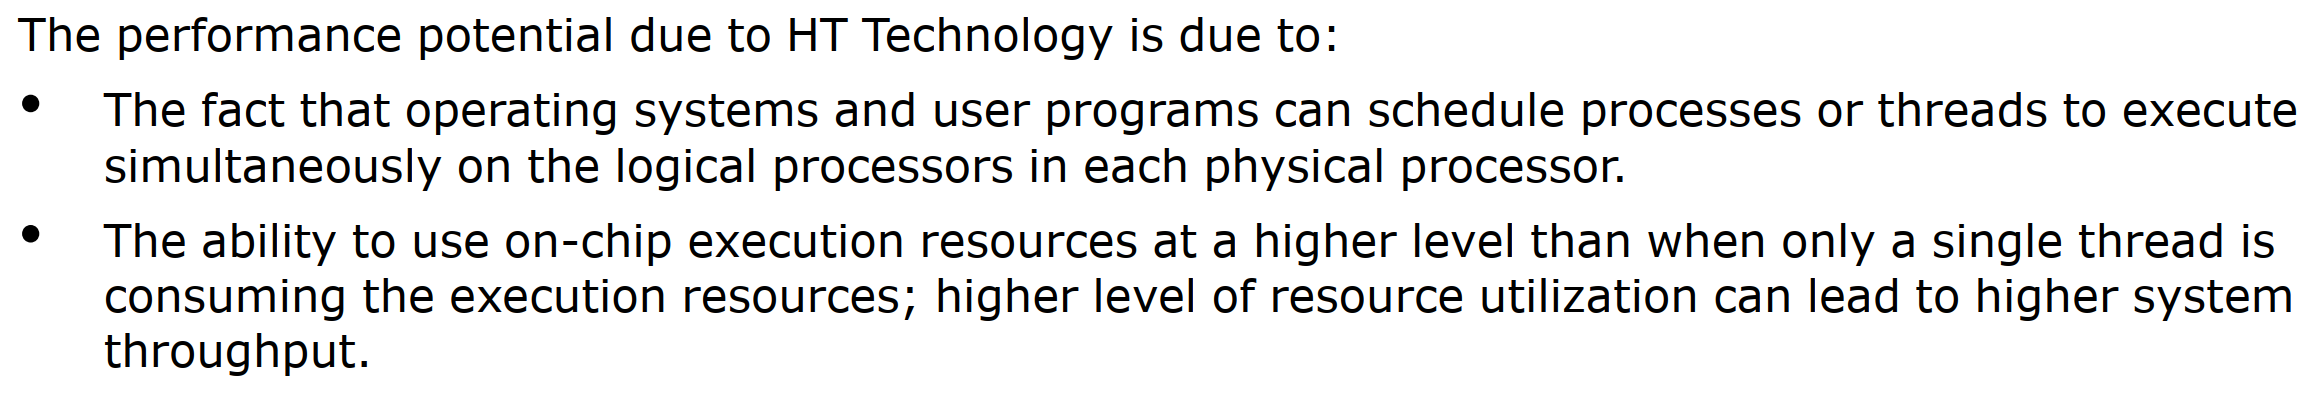 The performance potential due to HT Technology is due to:
• The fact that operating systems and user programs can schedule processes or threads to execute
simultaneously on the logical processors in each physical processor.
• The ability to use on-chip execution resources at a higher level than when only a single thread is
consuming the execution resources; higher level of resource utilization can lead to higher system
throughput.